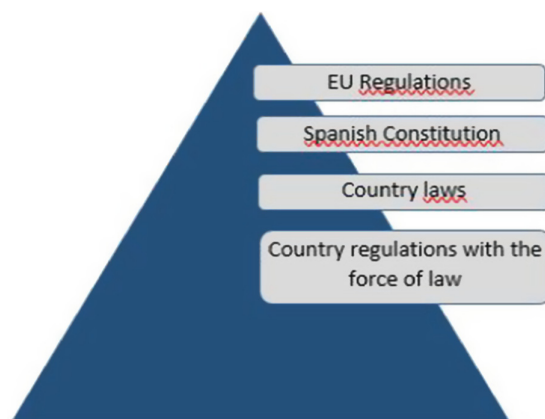 EU Regulations
Spanish Constitution
Country laws
Country regulations with the
force of law